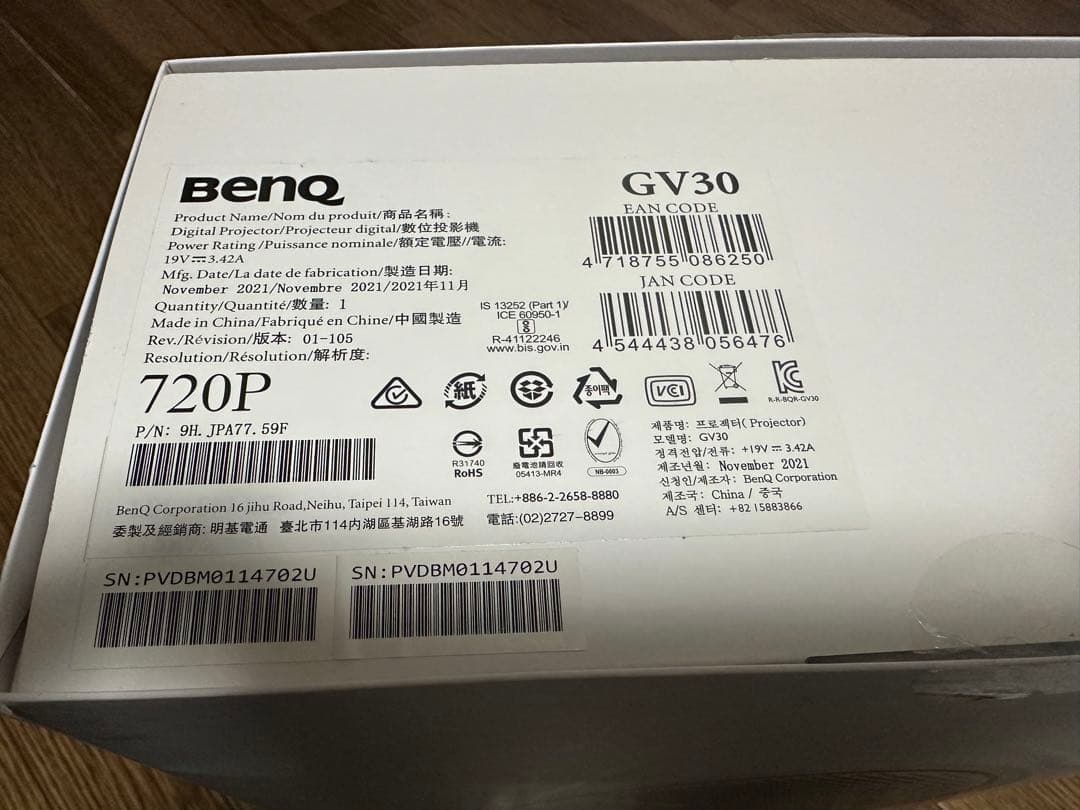 BenQ
Product Name/Nom du produit/商品名稱:
Digital Projector/Projecteur digital/數位投影機
Power Rating /Puissance nominale/額定電壓//電流:
19V⎓3.42A
Mfg. Date/La date de fabrication/製造日期:
November 2021/Novembre 2021/2021年11月
Quantity/Quantité/數量: 1
Made in China/Fabriqué en Chine/中國製造
Rev./Révision/版本: 01-105
Resolution/Résolution/解析度:
720P
P/N: 9H.JPA77.59F
GV30
EAN CODE
4 718755 086250
JAN CODE
4 544438 056476
IS 13252 (Part 1)/
ICE 60950-1
R-41122246
www.bis.gov.in
紙
종이팩
VCI
R-R-BQR-GV30
R31740
RoHS
廢電池請回收
05413-MR4
NB-0003
제품명: 프로젝터( Projector)
모델명: GV30
정격전압/전류: +19V ⎓ 3.42A
제조년월: November 2021
신청인/제조자: BenQ Corporation
제조국: China / 중국
A/S 센터: +82 15883866
BenQ Corporation 16 jihu Road,Neihu, Taipei 114, Taiwan
TEL:+886-2-2658-8880
委製及經銷商: 明基電通 臺北市114內湖區基湖路16號
電話:(02)2727-8899
SN:PVDBM0114702U
SN:PVDBM0114702U